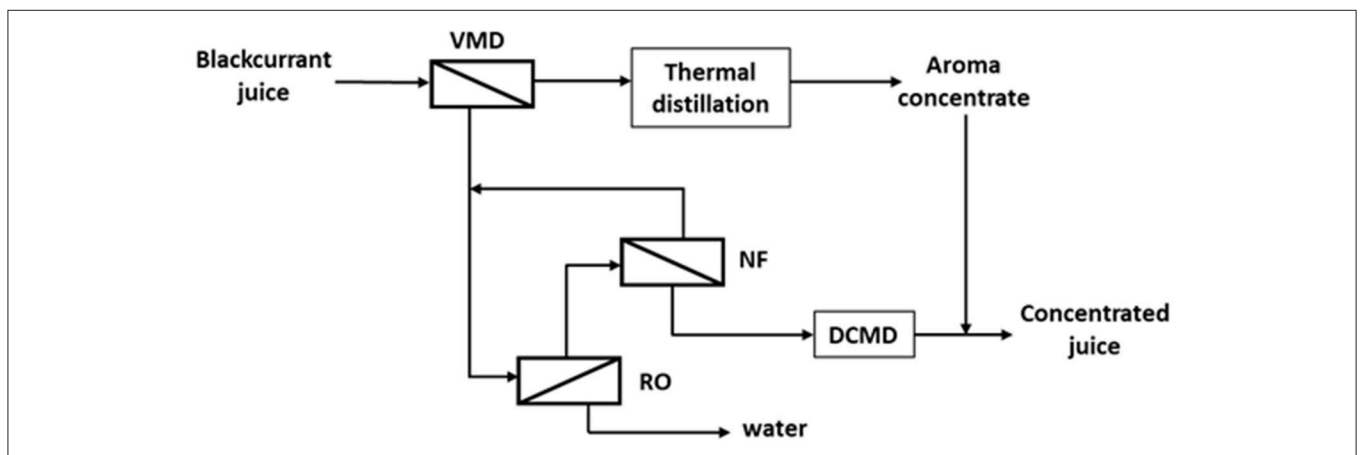 VMD
Blackcurrant
juice
Thermal
distillation
Aroma
concentrate
NF
DCMD
Concentrated
juice
RO
water